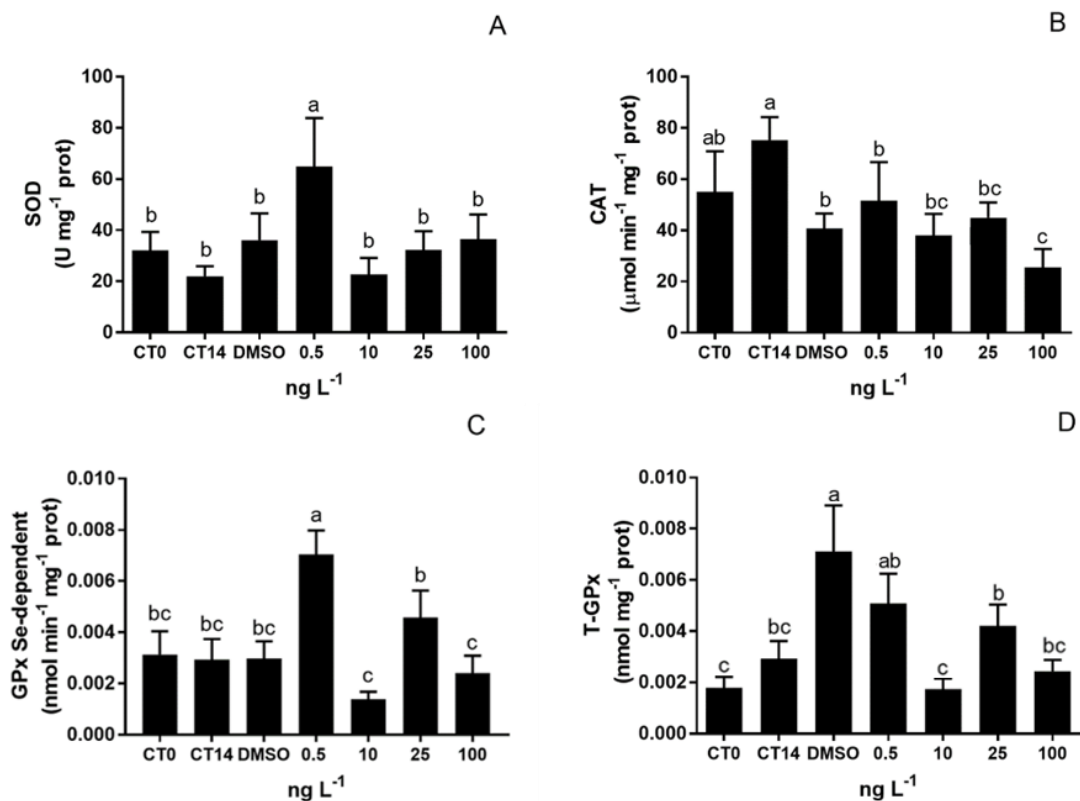 A
SOD
(U mg⁻¹ prot)
100
80
60
40
20
0
b
b
b
a
b
b
b
CT0 CT14 DMSO 0.5 10 25 100
ng L⁻¹
B
CAT
(µmol min⁻¹ mg⁻¹ prot)
100
80
60
40
20
0
ab
a
b
b
bc
bc
c
CT0 CT14 DMSO 0.5 10 25 100
ng L⁻¹
C
GPx Se-dependent
(nmol min⁻¹ mg⁻¹ prot)
0.010
0.008
0.006
0.004
0.002
0.000
bc
bc
bc
a
c
b
c
CT0 CT14 DMSO 0.5 10 25 100
ng L⁻¹
D
T-GPx
(nmol mg⁻¹ prot)
0.010
0.008
0.006
0.004
0.002
0.000
c
bc
a
ab
c
b
bc
CT0 CT14 DMSO 0.5 10 25 100
ng L⁻¹